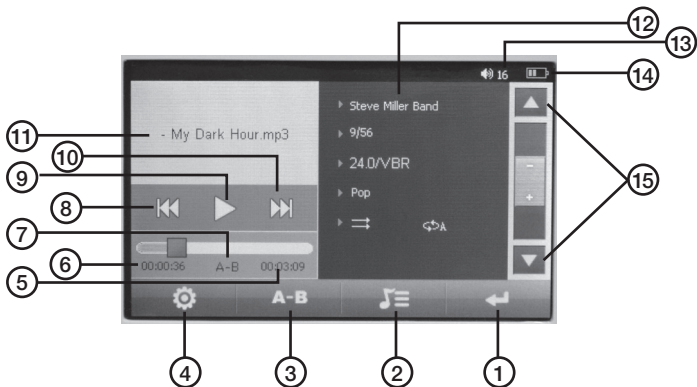 12
13
16
14
Steve Miller Band
11
- My Dark Hour.mp3
9/56
10
24.0/VBR
9
Pop
15
8
A
7
6
00:00:36 A-B 00:03:09
5
A-B
4
3
2
1